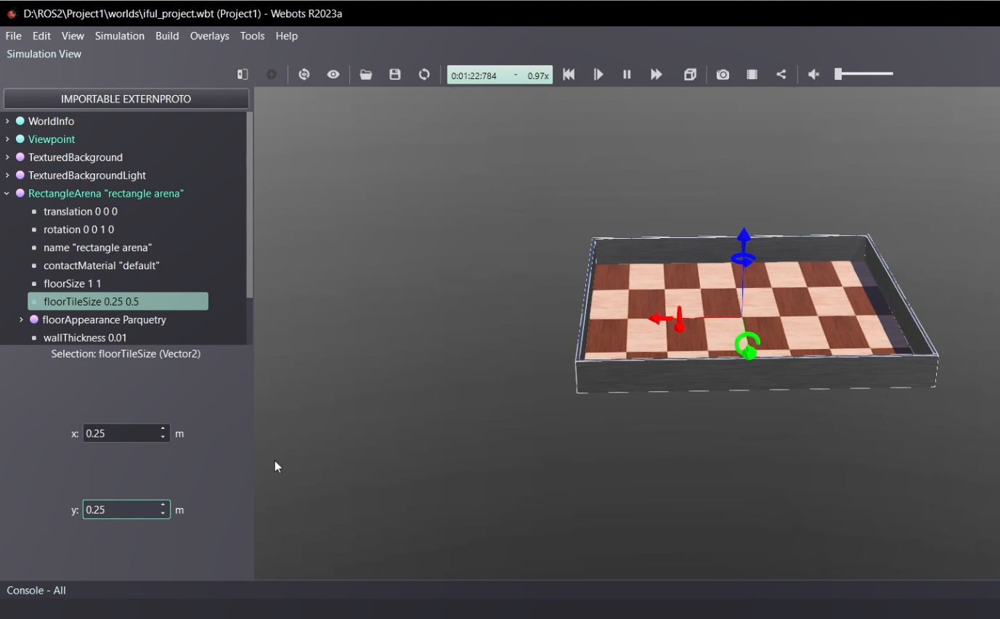 D:\ROS2\Project1\worlds\iful_project.wbt (Project1) - Webots R2023a
File Edit View Simulation Build Overlays Tools Help
Simulation View
0:01:22:784 - 0.97x
IMPORTABLE EXTERNPROTO
WorldInfo
Viewpoint
TexturedBackground
TexturedBackgroundLight
RectangleArena "rectangle arena"
translation 0 0 0
rotation 0 0 1 0
name "rectangle arena"
contactMaterial "default"
floorSize 1 1
floorTileSize 0.25 0.5
floorAppearance Parquetry
wallThickness 0.01
Selection: floorTileSize (Vector2)
x: 0.25 m
y: 0.25 m
Console - All